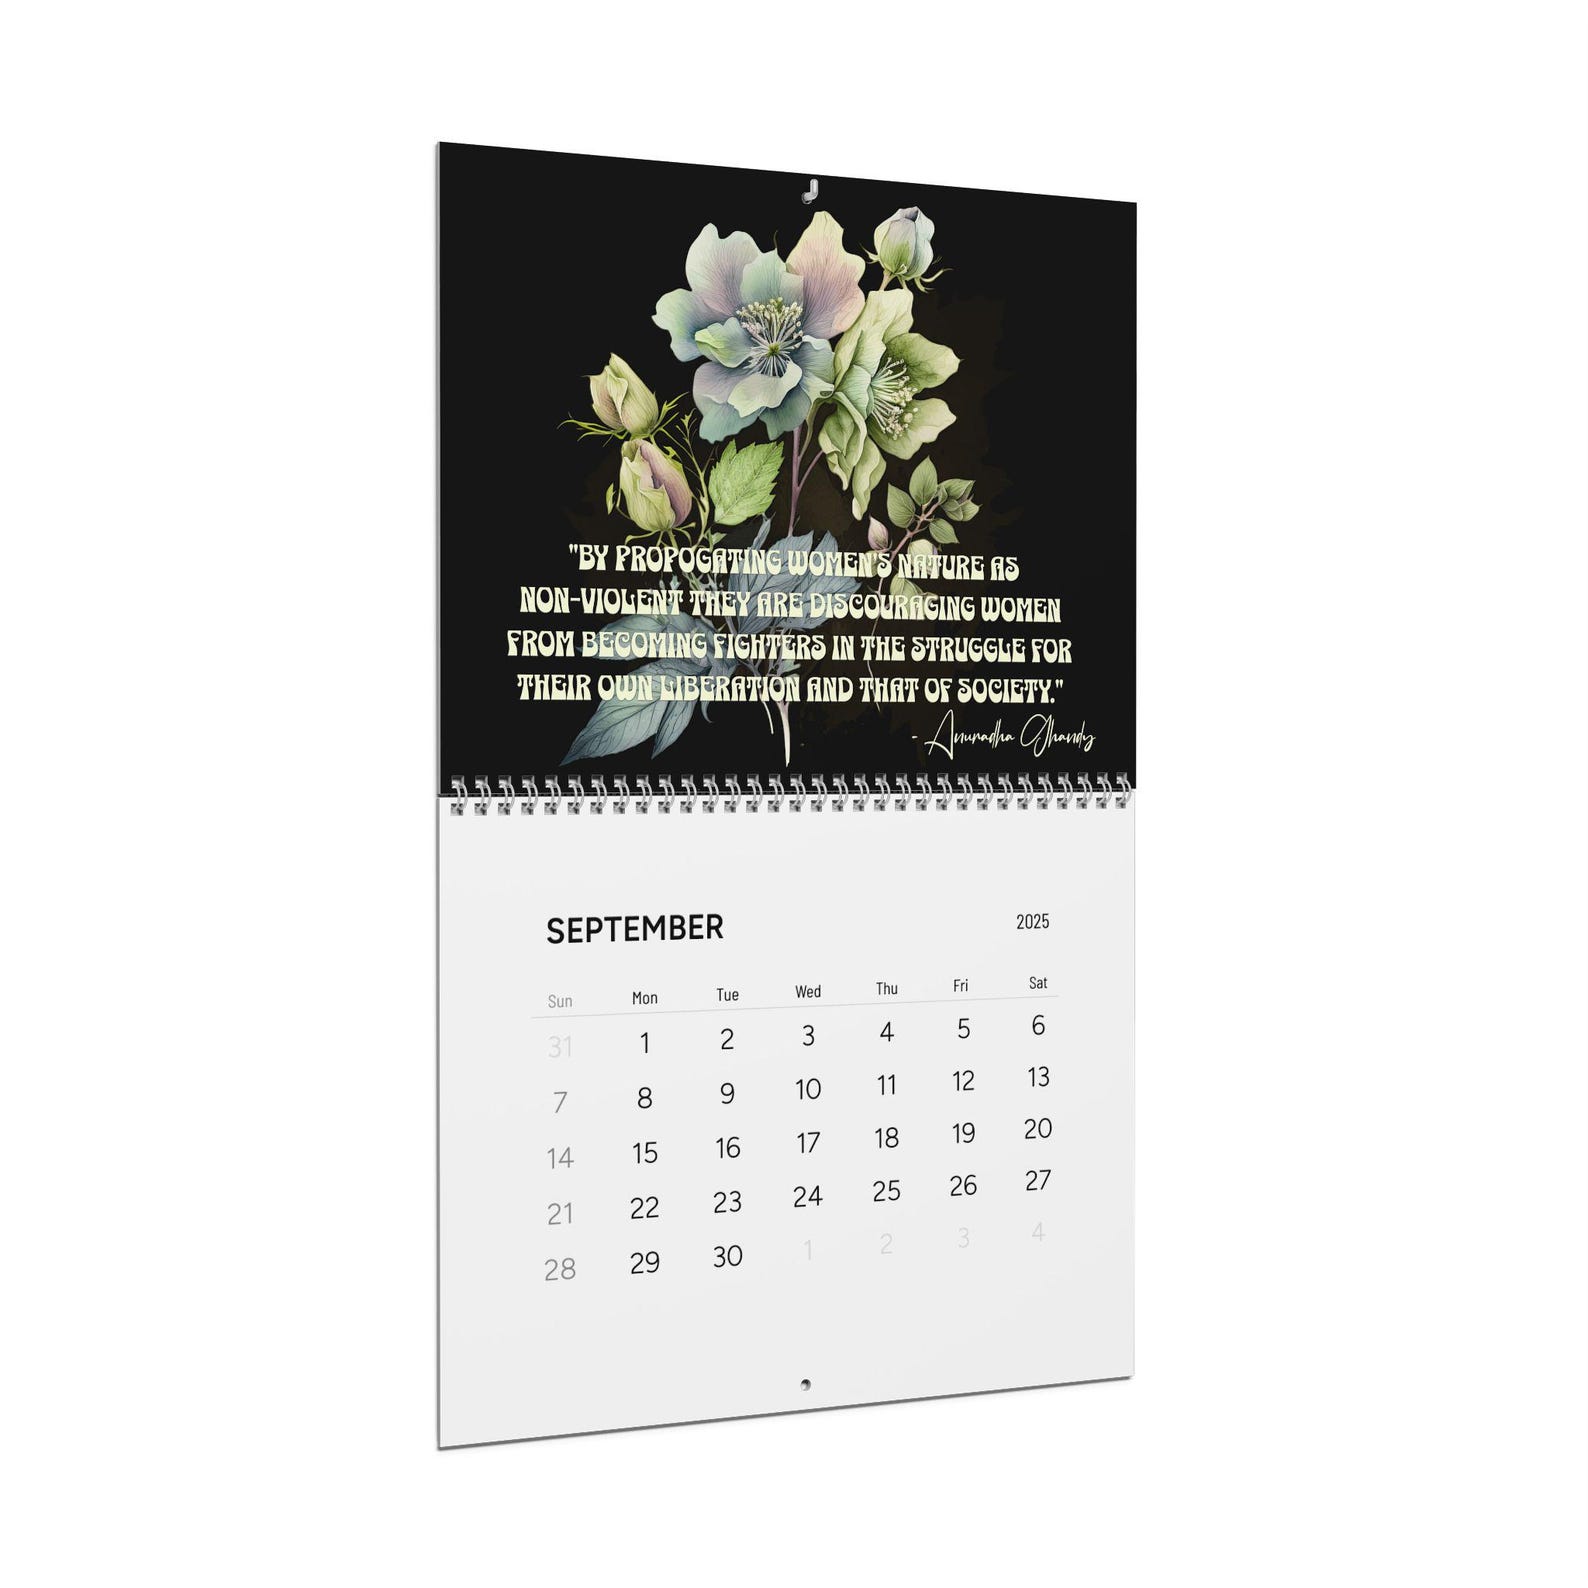 "BY PROPOGATING WOMEN'S NATURE AS
NON-VIOLENT THEY ARE DISCOURAGING WOMEN
FROM BECOMING FIGHTERS IN THE STRUGGLE FOR
THEIR OWN LIBERATION AND THAT OF SOCIETY."
- Anuradha Ghandy
SEPTEMBER 2025
Sun Mon Tue Wed Thu Fri Sat
31 1 2 3 4 5 6
7 8 9 10 11 12 13
14 15 16 17 18 19 20
21 22 23 24 25 26 27
28 29 30 1 2 3 4